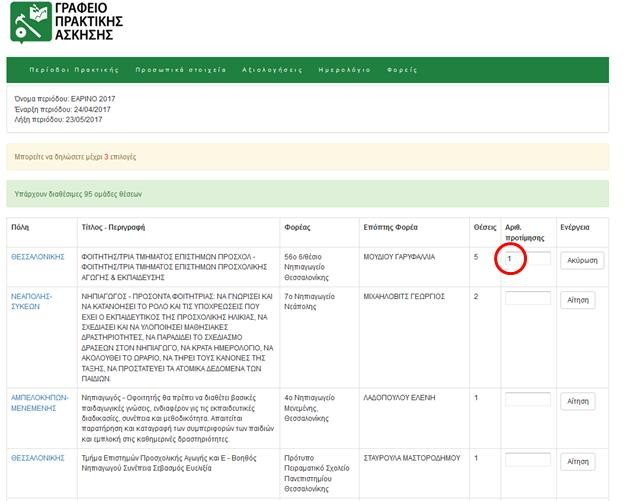 ΓΡΑΦΕΙΟ
ΠΡΑΚΤΙΚΗΣ
ΑΣΚΗΣΗΣ
Περίοδοι Πρακτικής Προσωπικά στοιχεία Αξιολογήσεις Ημερολόγιο Φορείς
Όνομα περιόδου: ΕΑΡΙΝΟ 2017
Έναρξη περιόδου: 24/04/2017
Λήξη περιόδου: 23/05/2017
Μπορείτε να δηλώσετε μέχρι 3 επιλογές
Υπάρχουν διαθέσιμες 95 ομάδες θέσεων
Πόλη Τίτλος - Περιγραφή Φορέας Επόπτης Φορέα Θέσεις Αριθ. προτίμησης Ενέργεια
ΘΕΣΣΑΛΟΝΙΚΗΣ
ΦΟΙΤΗΤΗΣ/ΤΡΙΑ ΤΜΗΜΑΤΟΣ ΕΠΙΣΤΗΜΩΝ ΠΡΟΣΧΟΛ -
ΦΟΙΤΗΤΗΣ/ΤΡΙΑ ΤΜΗΜΑΤΟΣ ΕΠΙΣΤΗΜΩΝ ΠΡΟΣΧΟΛΙΚΗΣ
ΑΓΩΓΗΣ & ΕΚΠΑΙΔΕΥΣΗΣ
56ο 6/θέσιο
Νηπιαγωγείο
Θεσσαλονίκης
ΜΟΥΔΙΟΥ ΓΑΡΥΦΑΛΛΙΑ
5
1
Ακύρωση
ΝΕΑΠΟΛΗΣ-
ΣΥΚΕΩΝ
ΝΗΠΙΑΓΩΓΟΣ - ΠΡΟΣΟΝΤΑ ΦΟΙΤΗΤΡΙΑΣ: ΝΑ ΓΝΩΡΙΣΕΙ ΚΑΙ
ΝΑ ΚΑΤΑΝΟΗΣΕΙ ΤΟ ΡΟΛΟ ΚΑΙ ΤΙΣ ΥΠΟΧΡΕΩΣΕΙΣ ΠΟΥ
ΕΧΕΙ Ο ΕΚΠΑΙΔΕΥΤΙΚΟΣ ΤΗΣ ΠΡΟΣΧΟΛΙΚΗΣ ΗΛΙΚΙΑΣ, ΝΑ
ΣΧΕΔΙΑΣΕΙ ΚΑΙ ΝΑ ΥΛΟΠΟΙΗΣΕΙ ΜΑΘΗΣΙΑΚΕΣ
ΔΡΑΣΤΗΡΙΟΤΗΤΕΣ, ΝΑ ΠΑΡΑΔΙΔΕΙ ΤΟ ΣΧΕΔΙΑΣΜΟ
ΔΡΑΣΕΩΝ ΣΤΟΝ ΝΗΠΙΑΓΩΓΟ, ΝΑ ΚΡΑΤΑ ΗΜΕΡΟΛΟΓΙΟ, ΝΑ
ΑΚΟΛΟΥΘΕΙ ΤΟ ΩΡΑΡΙΟ, ΝΑ ΤΗΡΕΙ ΤΟΥΣ ΚΑΝΟΝΕΣ ΤΗΣ
ΤΑΞΗΣ, ΝΑ ΠΡΟΣΤΑΤΕΥΕΙ ΤΑ ΑΤΟΜΙΚΑ ΔΕΔΟΜΕΝΑ ΤΩΝ
ΠΑΙΔΙΩΝ.
7ο Νηπιαγωγείο
Νεάπολης
ΜΙΧΑΗΛΟΒΙΤΣ ΓΕΩΡΓΙΟΣ
2
Αίτηση
ΑΜΠΕΛΟΚΗΠΩΝ-
ΜΕΝΕΜΕΝΗΣ
Νηπιαγωγός - Οφοιτητής θα πρέπει να διαθέτει βασικές
παιδαγωγικές γνώσεις, ενδιαφέρον γις τις εκπαιδευτικές
διαδικασίες, συνέπεια και μεθοδικότητα. Απαιτείται
παρατήρηση και καταγραφή των συμπεριφορών των παιδιών
και εμπλοκή στις καθημερινές δραστηριότητες.
4ο Νηπιαγωγείο
Μενεμένης,
Θεσσαλονίκης
ΛΑΔΟΠΟΥΛΟΥ ΕΛΕΝΗ
1
Αίτηση
ΘΕΣΣΑΛΟΝΙΚΗΣ
Τμήμα Επιστημών Προσχολικής Αγωγής και Ε - Βοηθός
Νηπιαγωγού Συνέπεια Σεβασμός Ευελιξία
Πρότυπο
Πειραματικό Σχολείο
Πανεπιστημίου
Θεσσαλονίκης
ΣΤΑΥΡΟΥΛΑ ΜΑΣΤΟΡΟΔΗΜΟΥ
1
Αίτηση